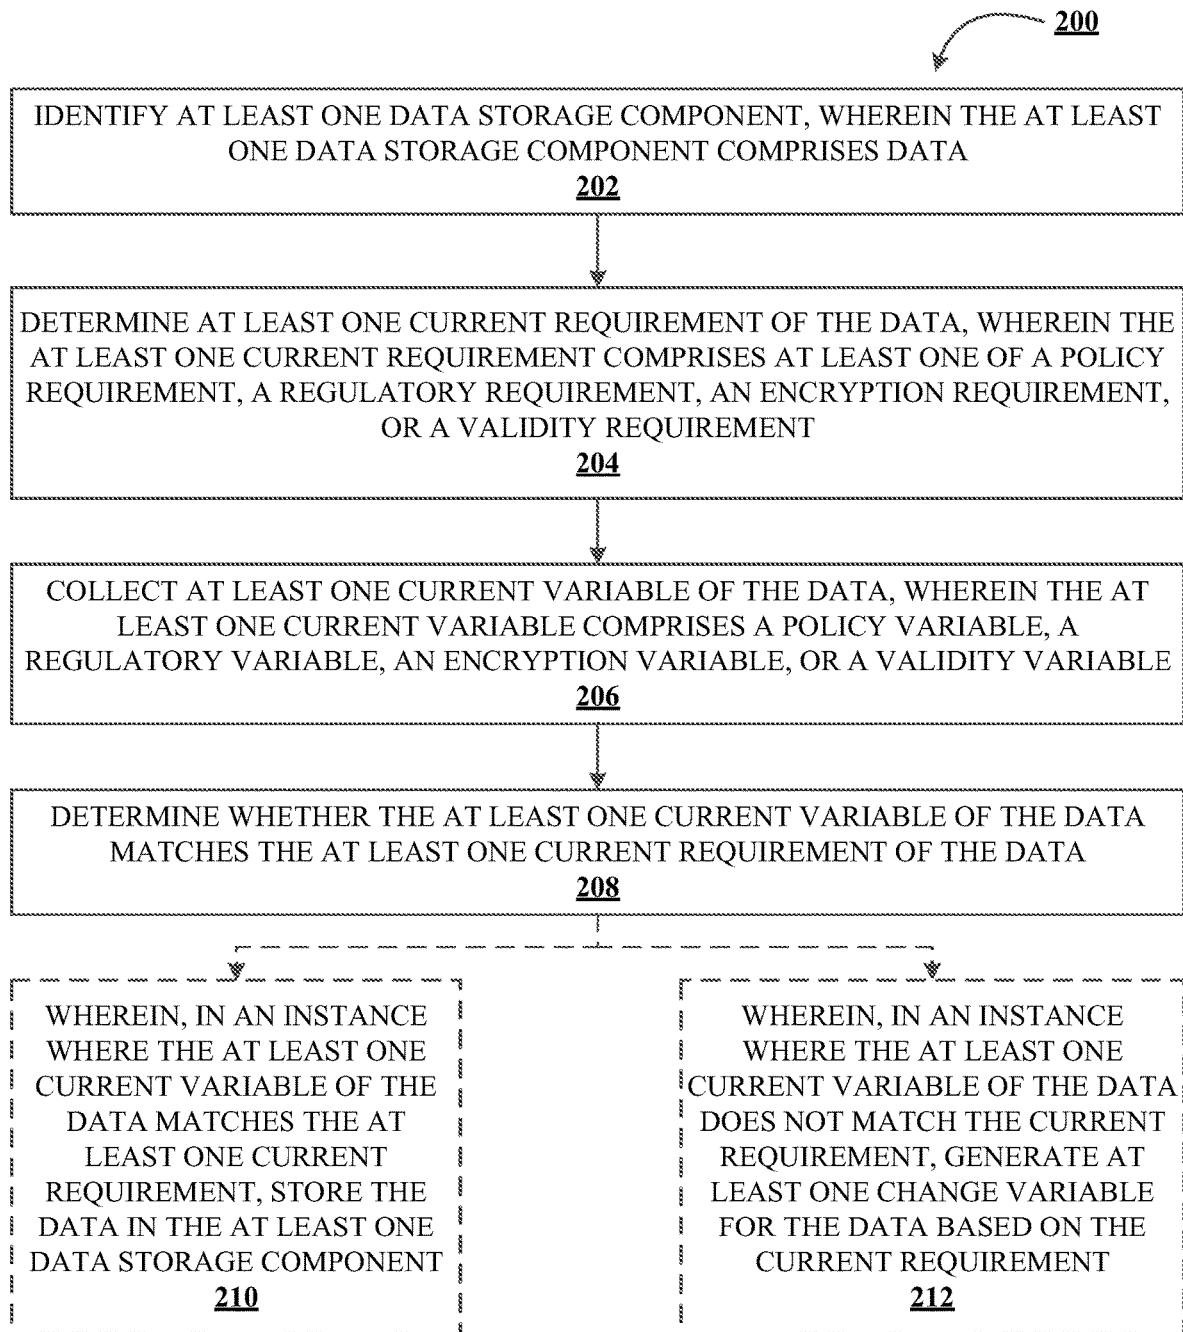 200
IDENTIFY AT LEAST ONE DATA STORAGE COMPONENT, WHEREIN THE AT LEAST
ONE DATA STORAGE COMPONENT COMPRISES DATA
202
DETERMINE AT LEAST ONE CURRENT REQUIREMENT OF THE DATA, WHEREIN THE
AT LEAST ONE CURRENT REQUIREMENT COMPRISES AT LEAST ONE OF A POLICY
REQUIREMENT, A REGULATORY REQUIREMENT, AN ENCRYPTION REQUIREMENT,
OR A VALIDITY REQUIREMENT
204
COLLECT AT LEAST ONE CURRENT VARIABLE OF THE DATA, WHEREIN THE AT
LEAST ONE CURRENT VARIABLE COMPRISES A POLICY VARIABLE, A
REGULATORY VARIABLE, AN ENCRYPTION VARIABLE, OR A VALIDITY VARIABLE
206
DETERMINE WHETHER THE AT LEAST ONE CURRENT VARIABLE OF THE DATA
MATCHES THE AT LEAST ONE CURRENT REQUIREMENT OF THE DATA
208
WHEREIN, IN AN INSTANCE
WHERE THE AT LEAST ONE
CURRENT VARIABLE OF THE
DATA MATCHES THE AT
LEAST ONE CURRENT
REQUIREMENT, STORE THE
DATA IN THE AT LEAST ONE
DATA STORAGE COMPONENT
210
WHEREIN, IN AN INSTANCE
WHERE THE AT LEAST ONE
CURRENT VARIABLE OF THE DATA
DOES NOT MATCH THE CURRENT
REQUIREMENT, GENERATE AT
LEAST ONE CHANGE VARIABLE
FOR THE DATA BASED ON THE
CURRENT REQUIREMENT
212